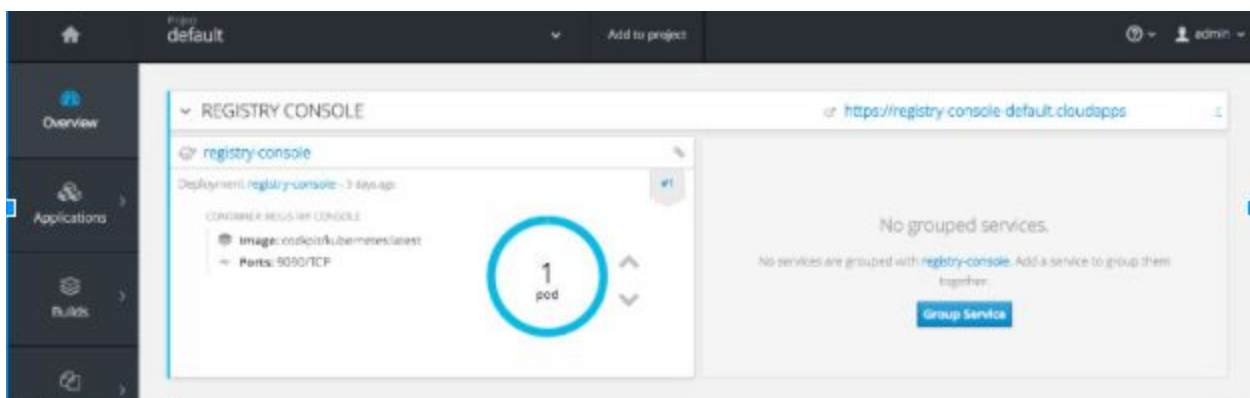 Project
default
Add to project
admin
Overview
REGISTRY CONSOLE
https://registry-console-default.cloudapps
registry-console
Deployment registry-console - 3 days ago
#1
Applications
CONTAINER: REGISTRY-CONSOLE
Image: cockpit/kubernetes:latest
Ports: 9090/TCP
1
pod
No grouped services.
No services are grouped with registry-console. Add a service to group them
together.
Group Service
Builds